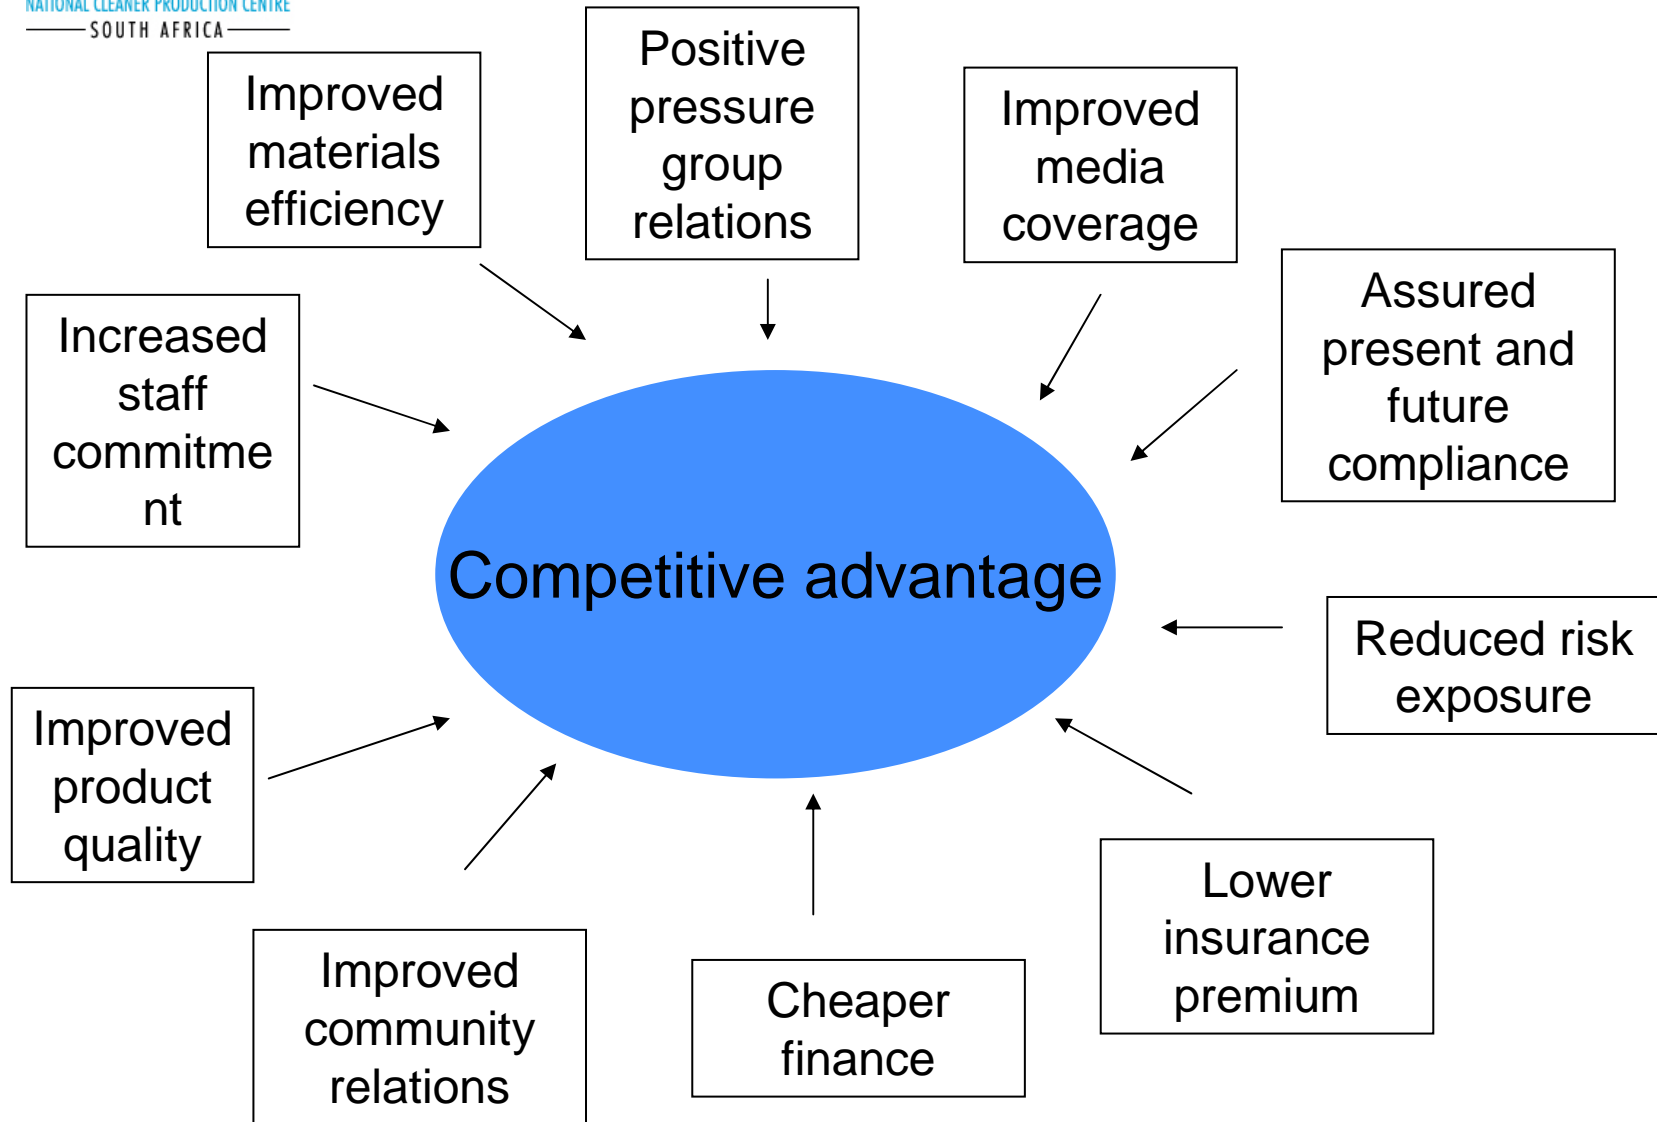 NATIONAL CLEANER PRODUCTION CENTRE
SOUTH AFRICA
Improved
materials
efficiency
Positive
pressure
group
relations
Improved
media
coverage
Assured
present and
future
compliance
Increased
staff
commitme
nt
Competitive advantage
Reduced risk
exposure
Improved
product
quality
Lower
insurance
premium
Improved
community
relations
Cheaper
finance